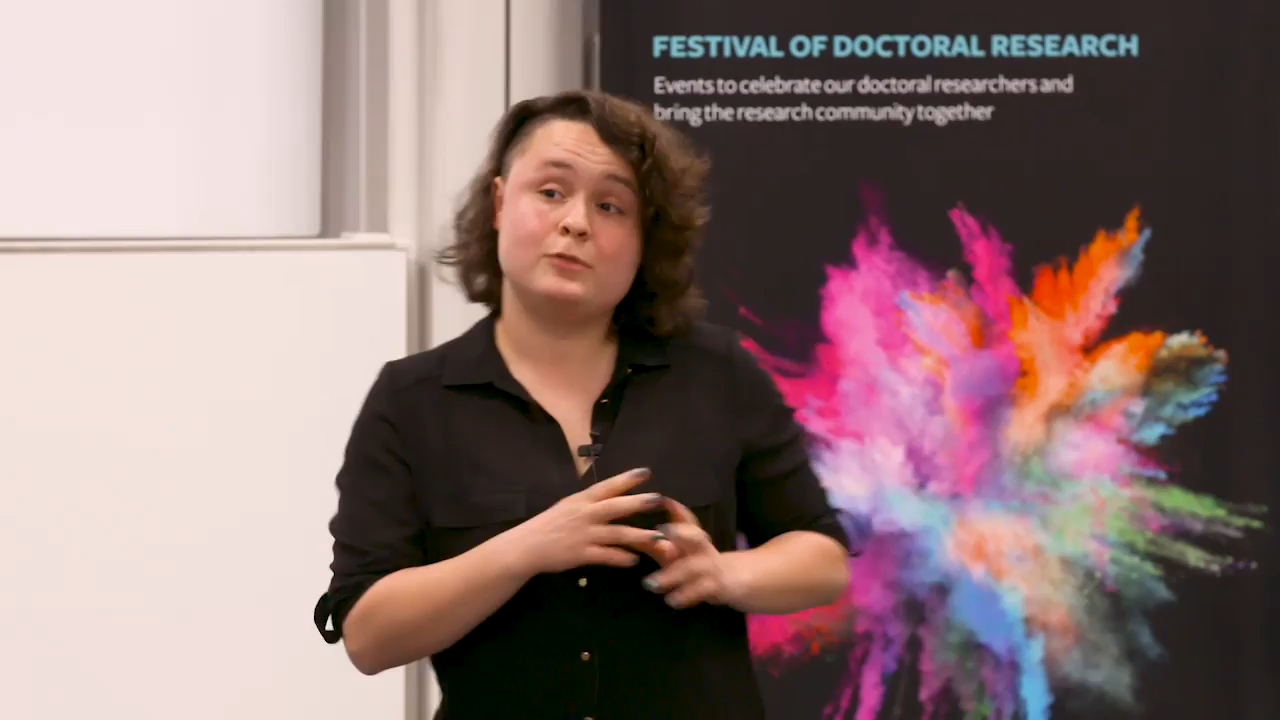 FESTIVAL OF DOCTORAL RESEARCH
Events to celebrate our doctoral researchers and
bring the research community together